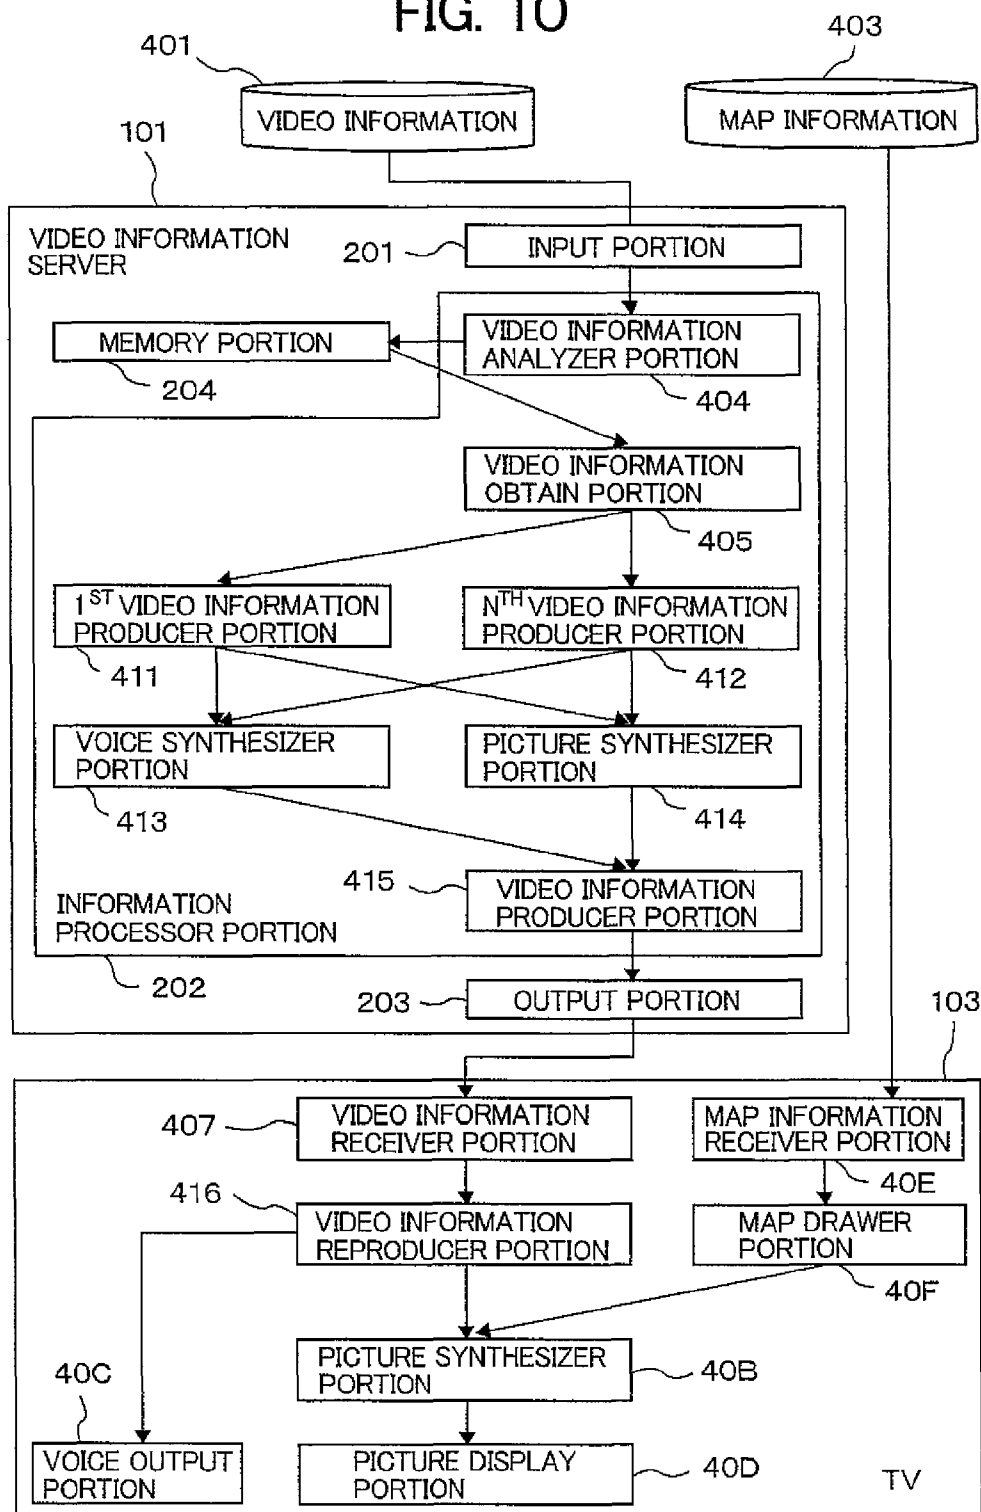 FIG. 10
401
403
VIDEO INFORMATION
MAP INFORMATION
101
VIDEO INFORMATION
SERVER
201
INPUT PORTION
MEMORY PORTION
204
VIDEO INFORMATION
ANALYZER PORTION
404
VIDEO INFORMATION
OBTAIN PORTION
405
1ST VIDEO INFORMATION
PRODUCER PORTION
411
NTH VIDEO INFORMATION
PRODUCER PORTION
412
VOICE SYNTHESIZER
PORTION
413
PICTURE SYNTHESIZER
PORTION
414
415
VIDEO INFORMATION
PRODUCER PORTION
INFORMATION
PROCESSOR PORTION
202
203
OUTPUT PORTION
103
407
VIDEO INFORMATION
RECEIVER PORTION
MAP INFORMATION
RECEIVER PORTION
40E
416
VIDEO INFORMATION
REPRODUCER PORTION
MAP DRAWER
PORTION
40F
PICTURE SYNTHESIZER
PORTION
40B
40C
VOICE OUTPUT
PORTION
PICTURE DISPLAY
PORTION
40D
TV